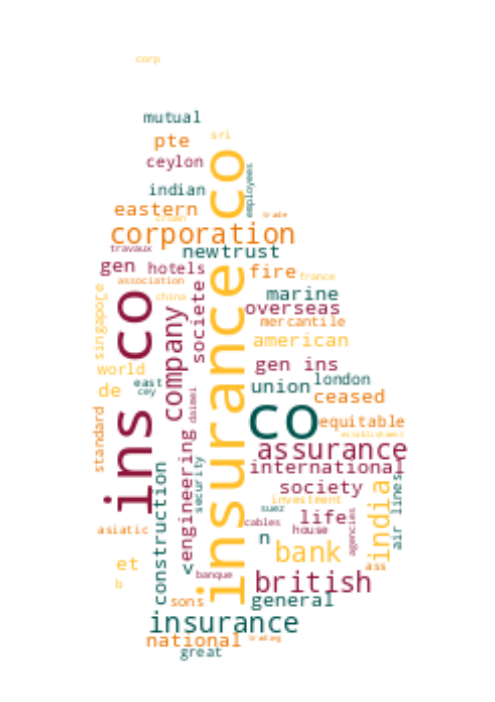 corp
mutual
sri
pte
ceylon
employees
indian
eastern
trade
crown
corporation
travaux
newtrust
gen
hotels
fire
france
association
singapore
china
marine
ins co
insurance co
societe
company
overseas
mercantile
american
world
gen ins
east
cey
de
union
london
ceased
daimei
co
equitable
standard
establishment
engineering
assurance
security
international
construction
society
india
air lines
investment
suez
life
agencies
cables
house
asiatic
n
bank
et
<
ass
banque
b
british
sons
general
insurance
national
trading
great